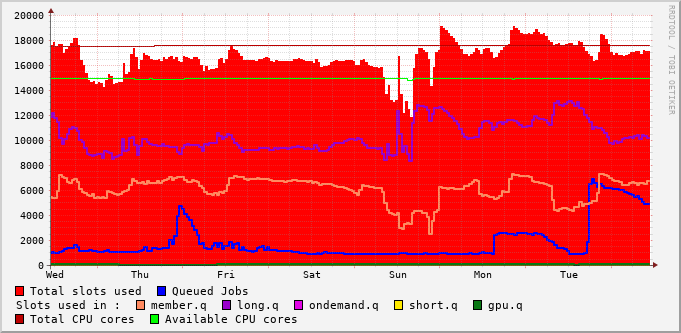 20000
18000
16000
14000
12000
10000
8000
6000
4000
2000
0
Wed Thu Fri Sat Sun Mon Tue
Total slots used Queued Jobs
Slots used in : member.q long.q ondemand.q short.q gpu.q
Total CPU cores Available CPU cores
RRDTOOL / TOBI OETIKER